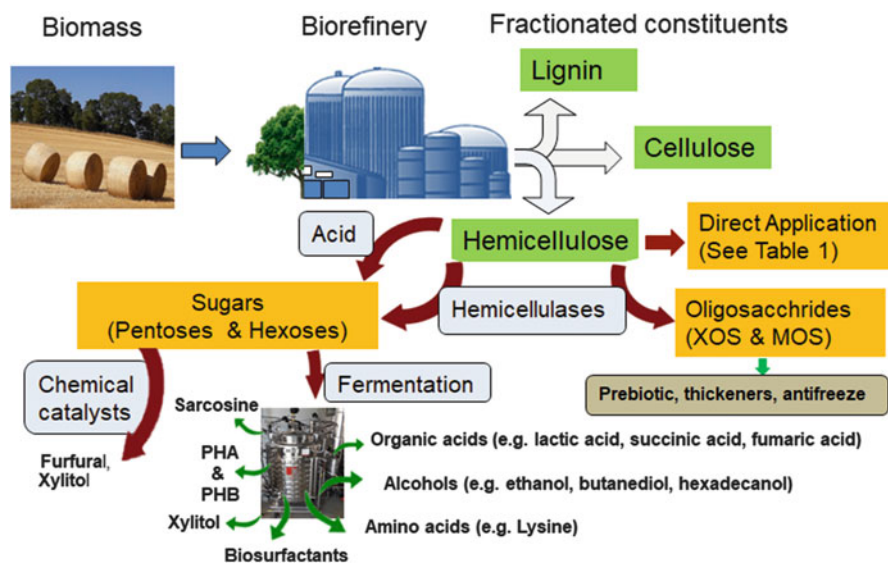 Biomass
Biorefinery
Fractionated constituents
Lignin
Cellulose
Acid
Hemicellulose
Direct Application
(See Table 1)
Sugars
(Pentoses & Hexoses)
Hemicellulases
Oligosacchrides
(XOS & MOS)
Chemical
catalysts
Fermentation
Prebiotic, thickeners, antifreeze
Sarcosine
Furfural,
Xylitol
PHA
&
PHB
Xylitol
Biosurfactants
Organic acids (e.g. lactic acid, succinic acid, fumaric acid)
Alcohols (e.g. ethanol, butanediol, hexadecanol)
Amino acids (e.g. Lysine)